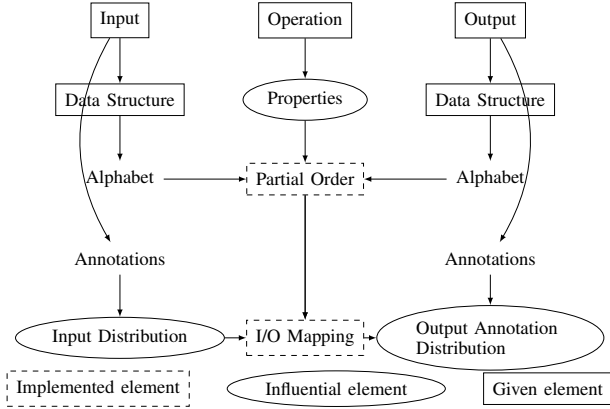 Input
Operation
Output
Data Structure
Properties
Data Structure
Alphabet
Partial Order
Alphabet
Annotations
Annotations
Input Distribution
I/O Mapping
Output Annotation
Distribution
Implemented element
Influential element
Given element